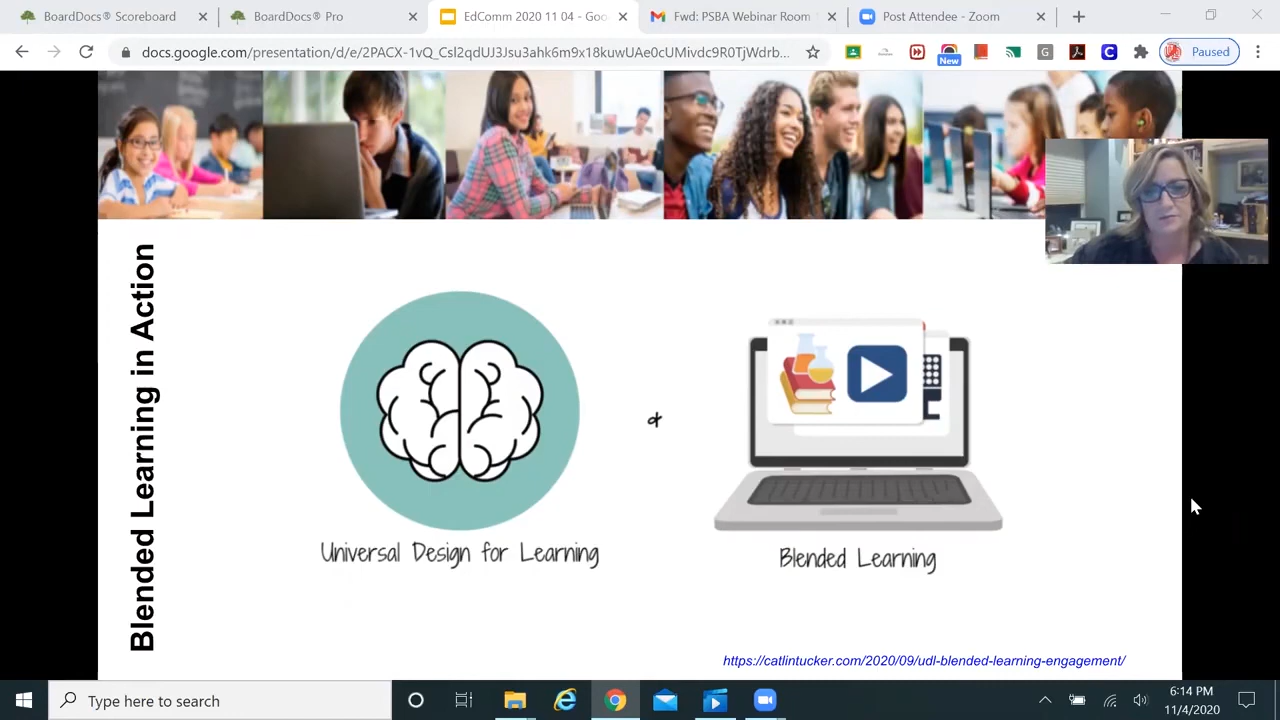 BoardDocs® Scoreboard
BoardDocs® Pro
EdComm 2020 11 04 - Goo
Fwd: PSBA Webinar Room
Post Attendee - Zoom
docs.google.com/presentation/d/e/2PACX-1vQ_Csl2qdUJ3Jsu3ahk6m9x18kuwUAe0cUMivdc9R0TjWdrb...
New
G
C
Paused
Blended Learning in Action
&
Universal Design for Learning
Blended Learning
https://catlintucker.com/2020/09/udl-blended-learning-engagement/
Type here to search
6:14 PM
11/4/2020